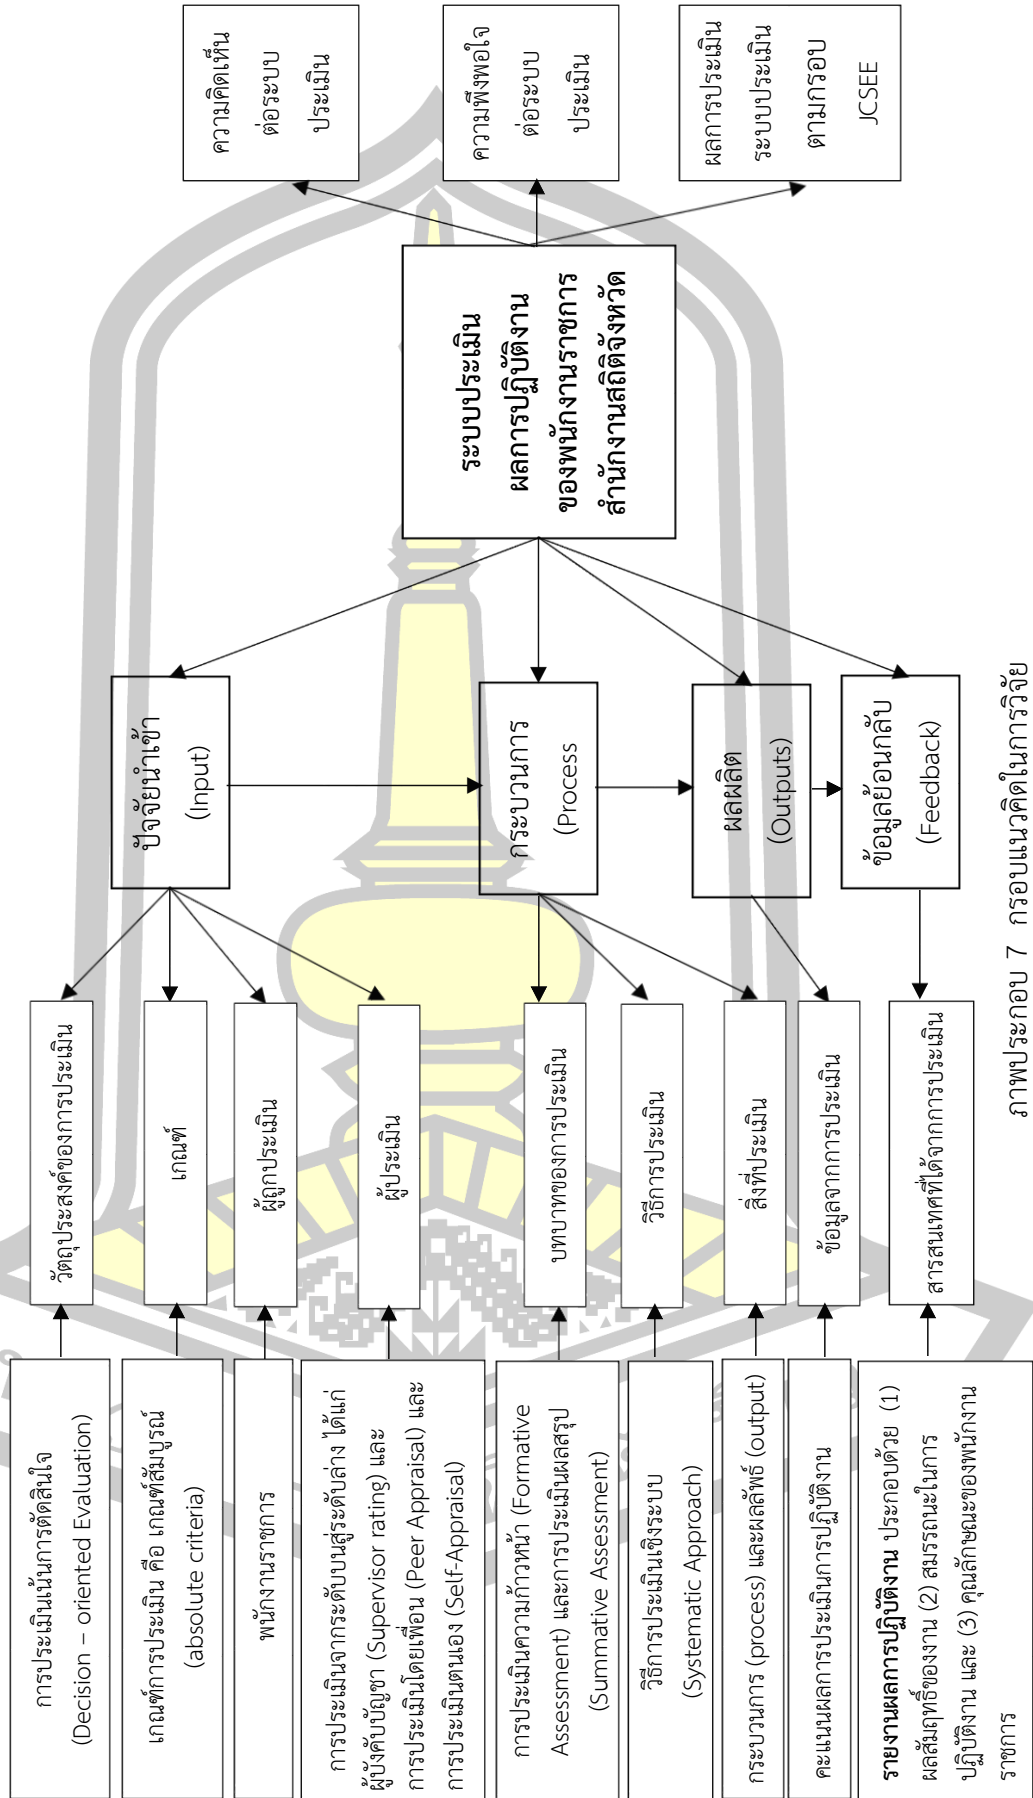 การประเมินเน้นการตัดสินใจ
(Decision – oriented Evaluation)
เกณฑ์การประเมิน คือ เกณฑ์สัมบูรณ์
(absolute criteria)
พนักงานราชการ
การประเมินจากระดับบนสู่ระดับล่าง ได้แก่
ผู้บังคับบัญชา (Supervisor rating) และ
การประเมินโดยเพื่อน (Peer Appraisal) และ
การประเมินตนเอง (Self-Appraisal)
การประเมินความก้าวหน้า (Formative
Assessment) และการประเมินผลสรุป
(Summative Assessment)
วิธีการประเมินเชิงระบบ
(Systematic Approach)
กระบวนการ (process) และผลลัพธ์ (output)
คะแนนผลการประเมินการปฏิบัติงาน
รายงานผลการปฏิบัติงาน ประกอบด้วย (1)
ผลสัมฤทธิ์ของงาน (2) สมรรถนะในการ
ปฏิบัติงาน และ (3) คุณลักษณะของพนักงาน
ราชการ
วัตถุประสงค์ของการประเมิน
เกณฑ์
ผู้ถูกประเมิน
ผู้ประเมิน
บทบาทของการประเมิน
วิธีการประเมิน
สิ่งที่ประเมิน
ข้อมูลจากการประเมิน
สารสนเทศที่ได้จากการประเมิน
ปัจจัยนำเข้า
(Input)
กระบวนการ
(Process
ผลผลิต
(Outputs)
ข้อมูลย้อนกลับ
(Feedback)
ระบบประเมิน
ผลการปฏิบัติงาน
ของพนักงานราชการ
สำนักงานสถิติจังหวัด
ความคิดเห็น
ต่อระบบ
ประเมิน
ความพึงพอใจ
ต่อระบบ
ประเมิน
ผลการประเมิน
ระบบประเมิน
ตามกรอบ
JCSEE
ภาพประกอบ 7 กรอบแนวคิดในการวิจัย